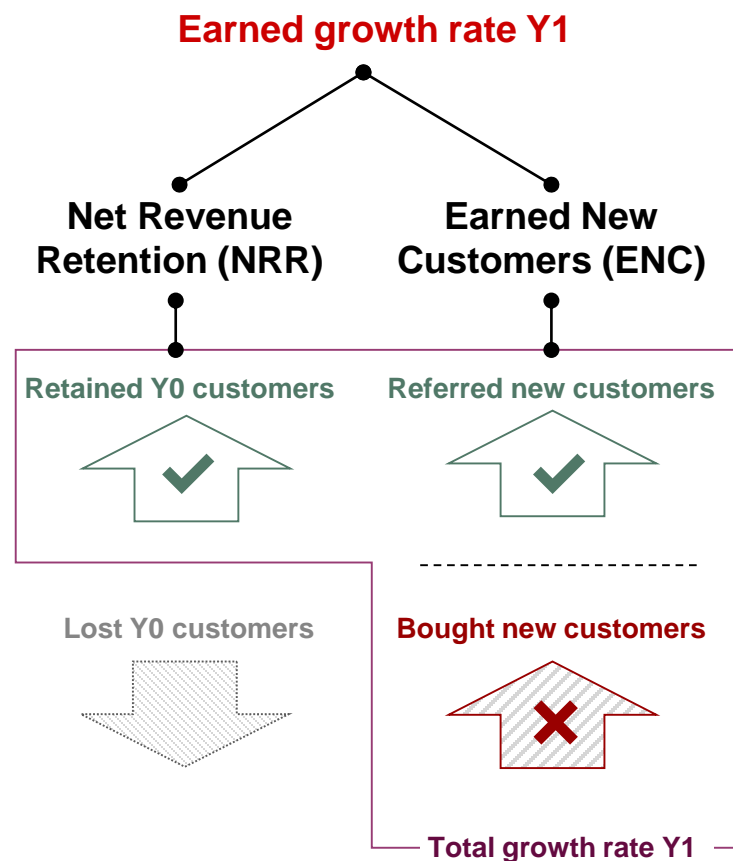 Earned growth rate Y1
Net Revenue
Retention (NRR)
Earned New
Customers (ENC)
Retained Y0 customers
Referred new customers
Lost Y0 customers
Bought new customers
Total growth rate Y1